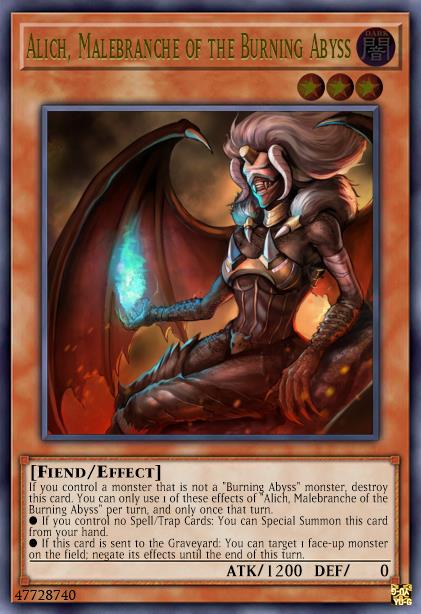 Alich, Malebranche of the Burning Abyss
DARK
闇
[Fiend/Effect]
If you control a monster that is not a "Burning Abyss" monster, destroy
this card. You can only use 1 of these effects of "Alich, Malebranche of the
Burning Abyss" per turn, and only once that turn.
● If you control no Spell/Trap Cards: You can Special Summon this card
from your hand.
● If this card is sent to the Graveyard: You can target 1 face-up monster
on the field; negate its effects until the end of this turn.
ATK/1200 DEF/ 0
47728740